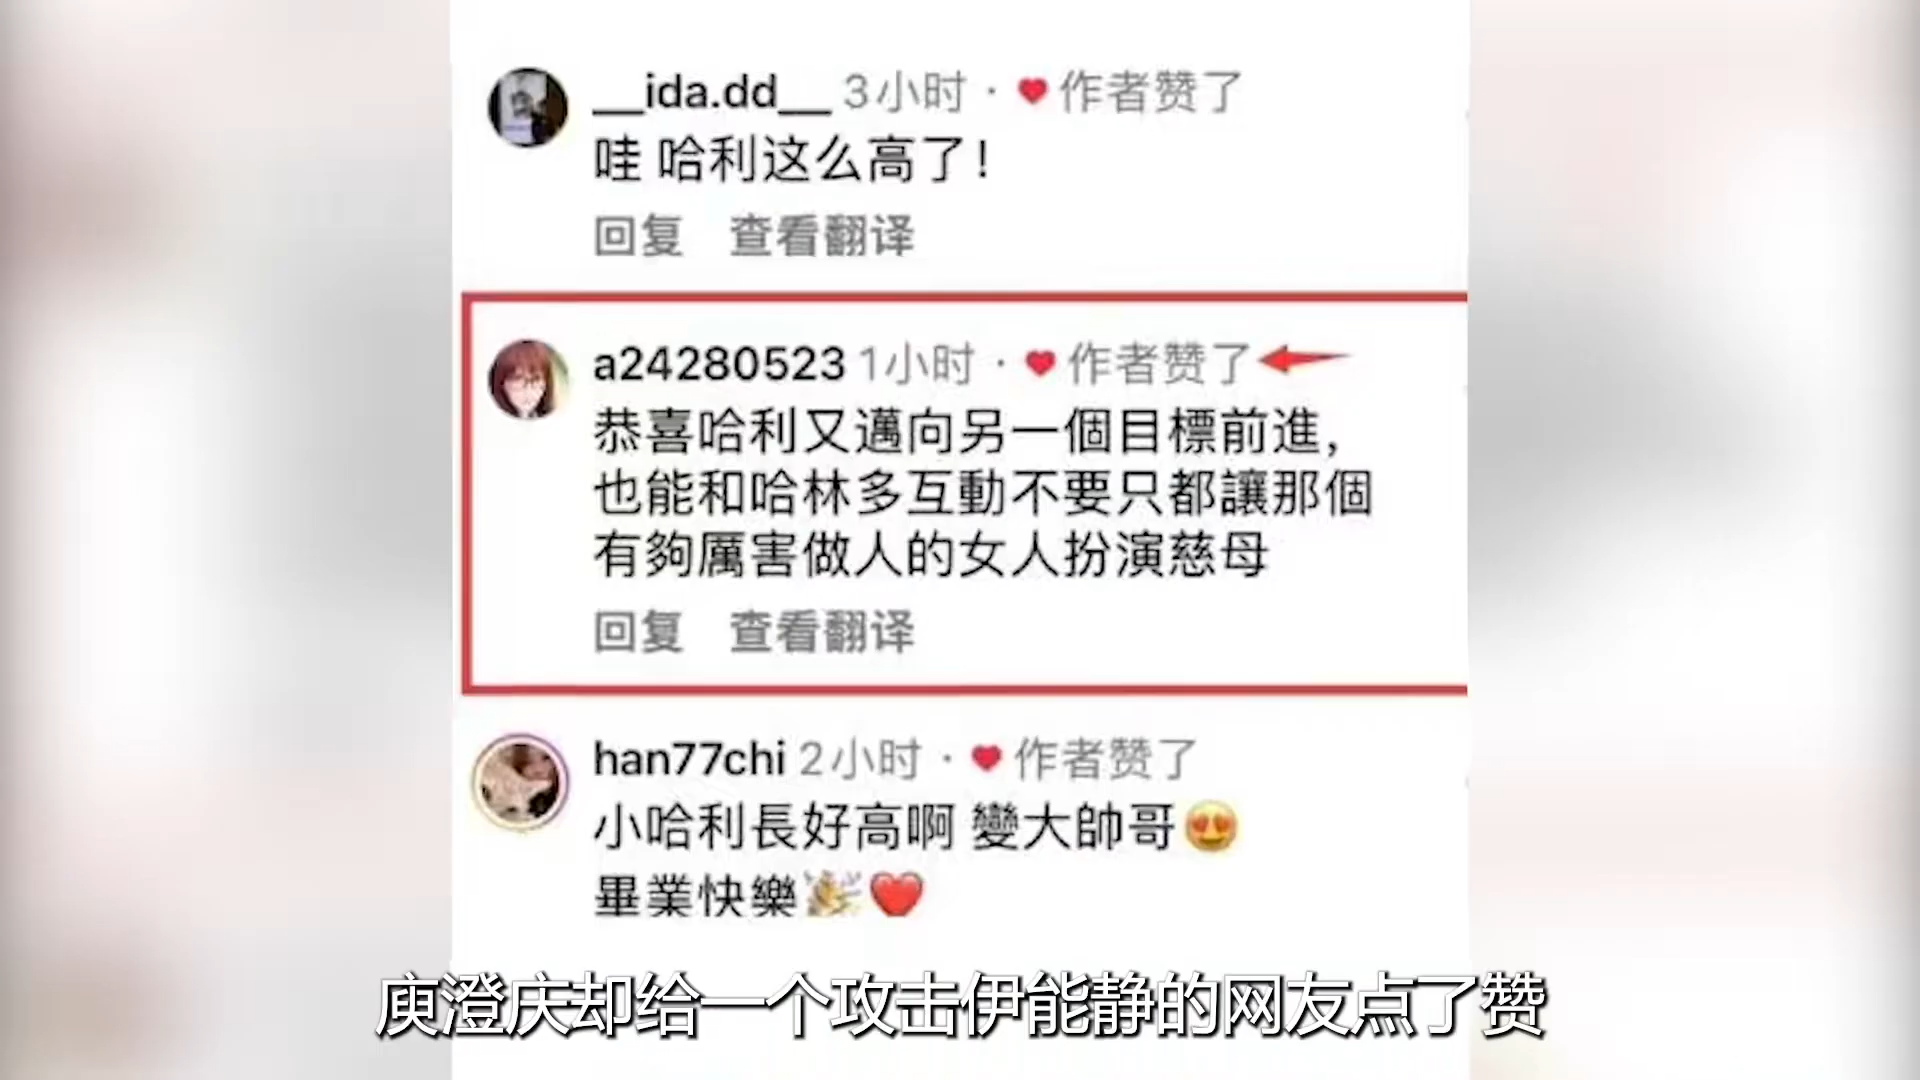 __ida.dd__ 3小时 · ❤作者赞了
哇 哈利这么高了！
回复 查看翻译
a24280523 1小时 · ❤作者赞了
恭喜哈利又邁向另一個目標前進，
也能和哈林多互動不要只都讓那個
有夠厲害做人的女人扮演慈母
回复 查看翻译
han77chi 2小时 · ❤作者赞了
小哈利長好高啊 變大帥哥😍
畢業快樂🎉❤️
庾澄庆却给一个攻击伊能静的网友点了赞